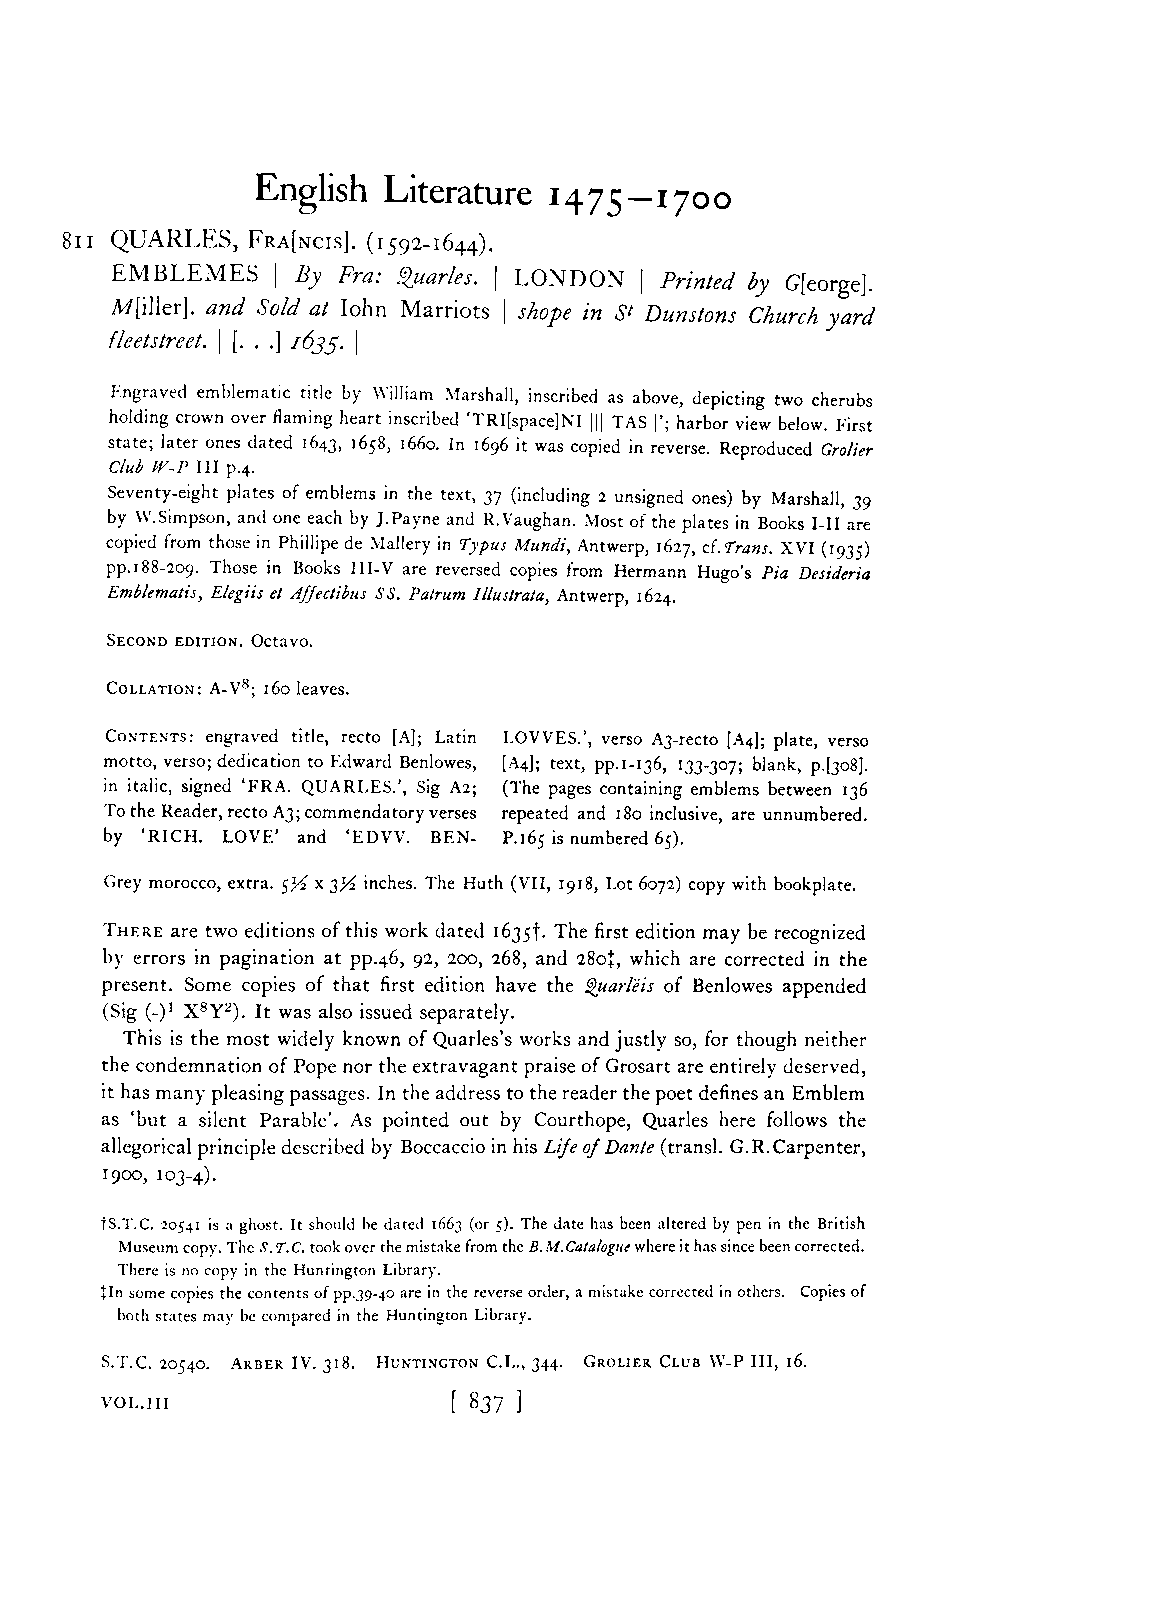 English Literature 1475–1700
811 QUARLES, FRA[NCIS]. (1592-1644).
EMBLEMES | By Fra: Quarles. | LONDON | Printed by G[eorge].
M[iller]. and Sold at Iohn Marriots | shope in St Dunstons Church yard
fleetstreet. | [. . .] 1635. |
Engraved emblematic title by William Marshall, inscribed as above, depicting two cherubs
holding crown over flaming heart inscribed ‘TRI[space]NI ||| TAS |’; harbor view below. First
state; later ones dated 1643, 1658, 1660. In 1696 it was copied in reverse. Reproduced Grolier
Club W-P III p.4.
Seventy-eight plates of emblems in the text, 37 (including 2 unsigned ones) by Marshall, 39
by W.Simpson, and one each by J.Payne and R.Vaughan. Most of the plates in Books I-II are
copied from those in Phillipe de Mallery in Typus Mundi, Antwerp, 1627, cf. Trans. XVI (1935)
pp.188-209. Those in Books III-V are reversed copies from Hermann Hugo's Pia Desideria
Emblematis, Elegiis et Affectibus SS. Patrum Illustrata, Antwerp, 1624.
SECOND EDITION. Octavo.
COLLATION: A-V8; 160 leaves.
CONTENTS: engraved title, recto [A]; Latin
motto, verso; dedication to Edward Benlowes,
in italic, signed ‘FRA. QUARLES.’, Sig A2;
To the Reader, recto A3; commendatory verses
by ‘RICH. LOVE’ and ‘EDVV. BEN-
LOVVES.’, verso A3-recto [A4]; plate, verso
[A4]; text, pp.1-136, 133-307; blank, p.[308].
(The pages containing emblems between 136
repeated and 180 inclusive, are unnumbered.
P.165 is numbered 65).
Grey morocco, extra. 5½ x 3½ inches. The Huth (VII, 1918, Lot 6072) copy with bookplate.
THERE are two editions of this work dated 1635†. The first edition may be recognized
by errors in pagination at pp.46, 92, 200, 268, and 280‡, which are corrected in the
present. Some copies of that first edition have the Quarlëis of Benlowes appended
(Sig (-)1 X8Y2). It was also issued separately.
This is the most widely known of Quarles's works and justly so, for though neither
the condemnation of Pope nor the extravagant praise of Grosart are entirely deserved,
it has many pleasing passages. In the address to the reader the poet defines an Emblem
as ‘but a silent Parable’. As pointed out by Courthope, Quarles here follows the
allegorical principle described by Boccaccio in his Life of Dante (transl. G.R.Carpenter,
1900, 103-4).
†S.T.C. 20541 is a ghost. It should be dated 1663 (or 5). The date has been altered by pen in the British
Museum copy. The S.T.C. took over the mistake from the B.M.Catalogue where it has since been corrected.
There is no copy in the Huntington Library.
‡In some copies the contents of pp.39-40 are in the reverse order, a mistake corrected in others. Copies of
both states may be compared in the Huntington Library.
S.T.C. 20540. ARBER IV. 318. HUNTINGTON C.L., 344. GROLIER CLUB W-P III, 16.
VOL.III [ 837 ]